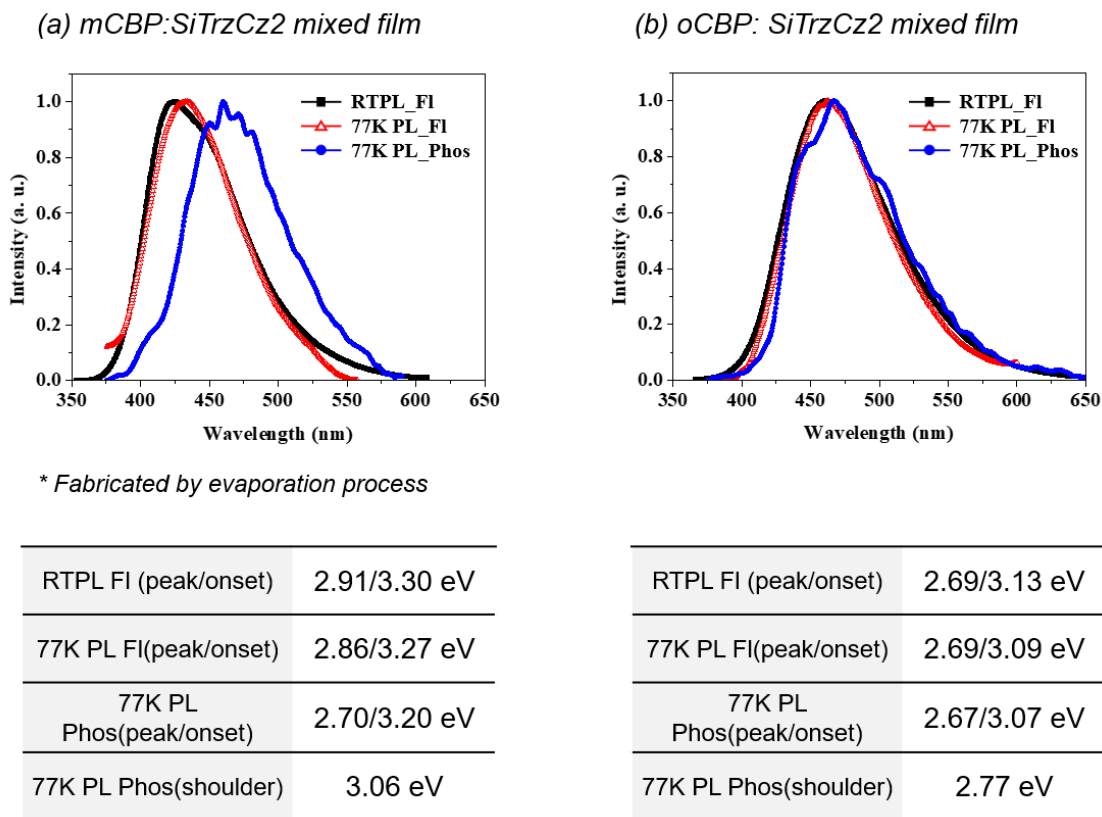 (a) mCBP:SiTrzCz2 mixed film
(b) oCBP: SiTrzCz2 mixed film
1.0
0.8
0.6
0.4
0.2
0.0
Intensity (a. u.)
RTPL_Fl
77K PL_Fl
77K PL_Phos
350 400 450 500 550 600 650
Wavelength (nm)
1.0
0.8
0.6
0.4
0.2
0.0
Intensity (a. u.)
RTPL_Fl
77K PL_Fl
77K PL_Phos
350 400 450 500 550 600 650
Wavelength (nm)
* Fabricated by evaporation process
RTPL Fl (peak/onset) 2.91/3.30 eV
77K PL Fl(peak/onset) 2.86/3.27 eV
77K PL
Phos(peak/onset) 2.70/3.20 eV
77K PL Phos(shoulder) 3.06 eV
RTPL Fl (peak/onset) 2.69/3.13 eV
77K PL Fl(peak/onset) 2.69/3.09 eV
77K PL
Phos(peak/onset) 2.67/3.07 eV
77K PL Phos(shoulder) 2.77 eV